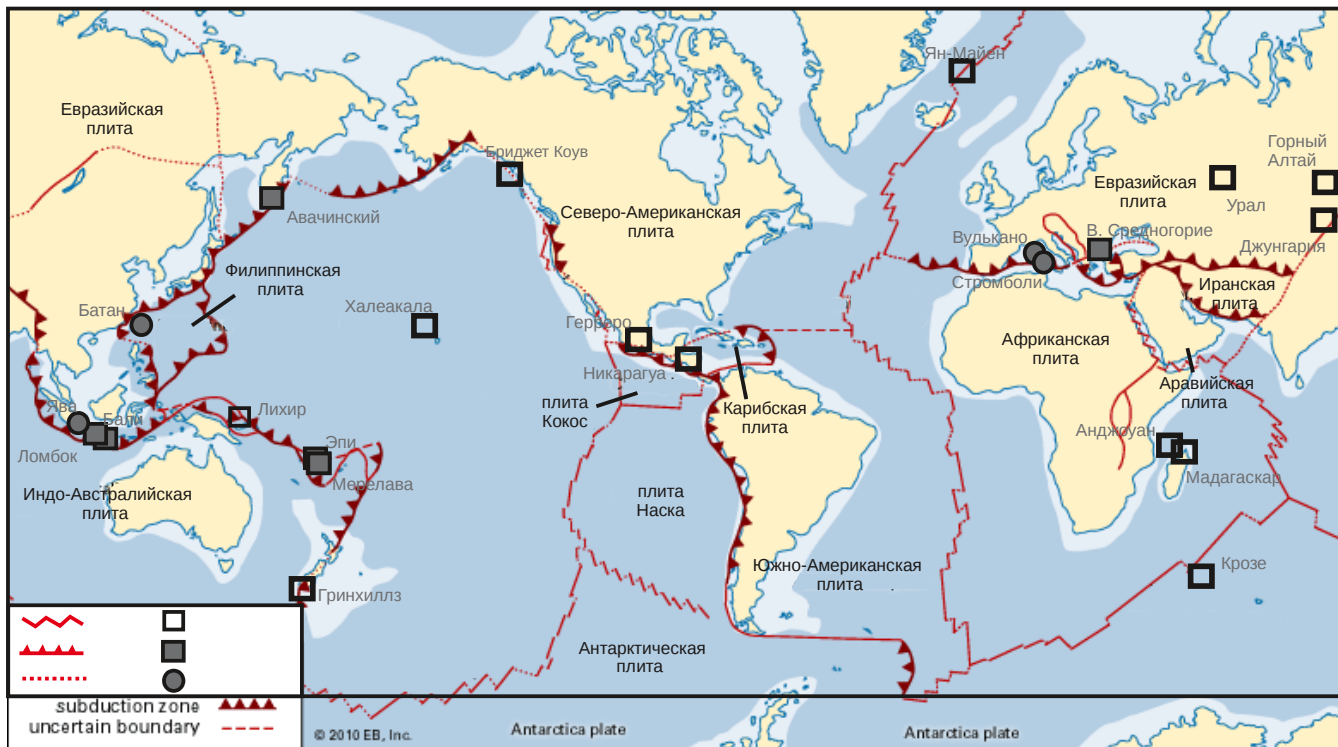 Ян-Майен
Евразийская
плита
Бриджет Коув
Горный
Алтай
Евразийская
плита
Урал
Авачинский
Северо-Американская
плита
Вулькано
В. Средногорие
Джунгария
Филиппинская
плита
Стромболи
Иранская
плита
Батан
Халеакала
Герреро
Африканская
плита
Никарагуа
Аравийская
плита
плита
Кокос
Карибская
плита
Ява
Бали
Лихир
Анджоуан
Ломбок
Эпи
Мерелава
Мадагаскар
Индо-Австралийская
плита
плита
Наска
Южно-Американская
плита
Крозе
Гринхиллз
Антарктическая
плита
subduction zone
uncertain boundary
© 2010 EB, Inc.
Antarctica plate
Antarctica plate